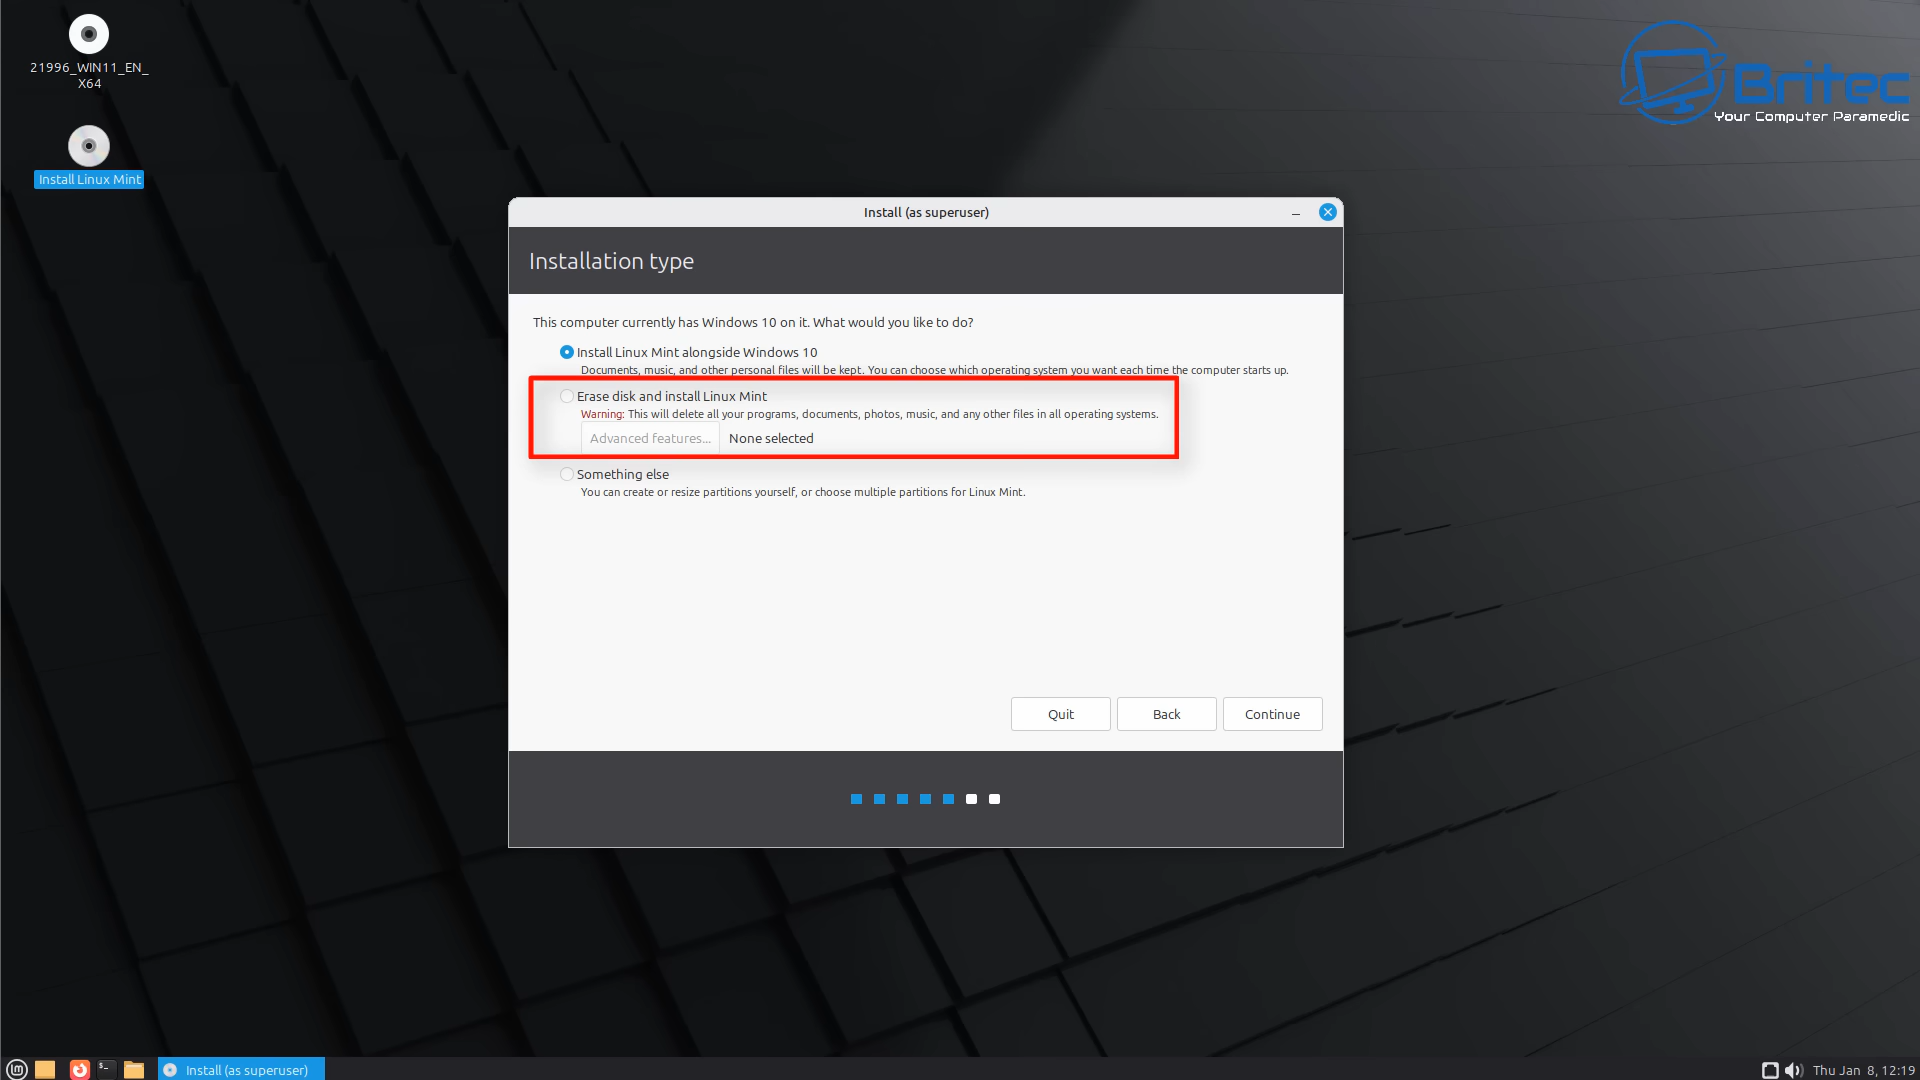 21996_WIN11_EN_
X64
Install Linux Mint
Britec
Your Computer Paramedic
Install (as superuser)
Installation type
This computer currently has Windows 10 on it. What would you like to do?
Install Linux Mint alongside Windows 10
Documents, music, and other personal files will be kept. You can choose which operating system you want each time the computer starts up.
Erase disk and install Linux Mint
Warning: This will delete all your programs, documents, photos, music, and any other files in all operating systems.
Advanced features... None selected
Something else
You can create or resize partitions yourself, or choose multiple partitions for Linux Mint.
Quit Back Continue
Install (as superuser)
Thu Jan 8, 12:19